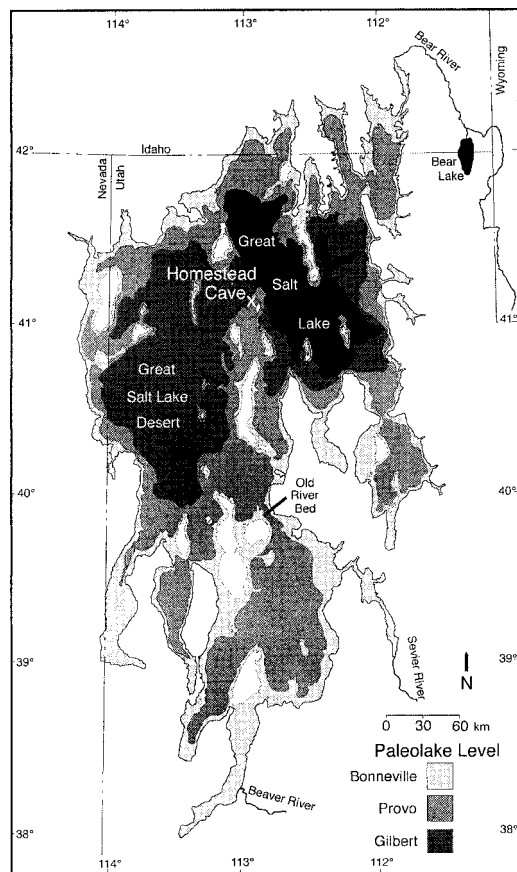 114°
113°
112°
Bear River
Wyoming
42°
Idaho
Nevada
Utah
Bear
Lake
Great
Homestead
Cave
Salt
41°
41°
Lake
Great
Salt Lake
Desert
Old
River
Bed
40°
40°
39°
Sevier River
39°
N
0 30 60 km
Paleolake Level
Bonneville
Provo
Gilbert
Beaver River
38°
38°
114°
113°
112°